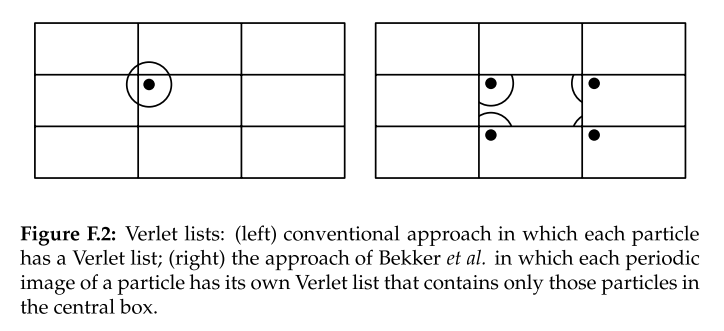 Figure F.2: Verlet lists: (left) conventional approach in which each particle
has a Verlet list; (right) the approach of Bekker et al. in which each periodic
image of a particle has its own Verlet list that contains only those particles in
the central box.